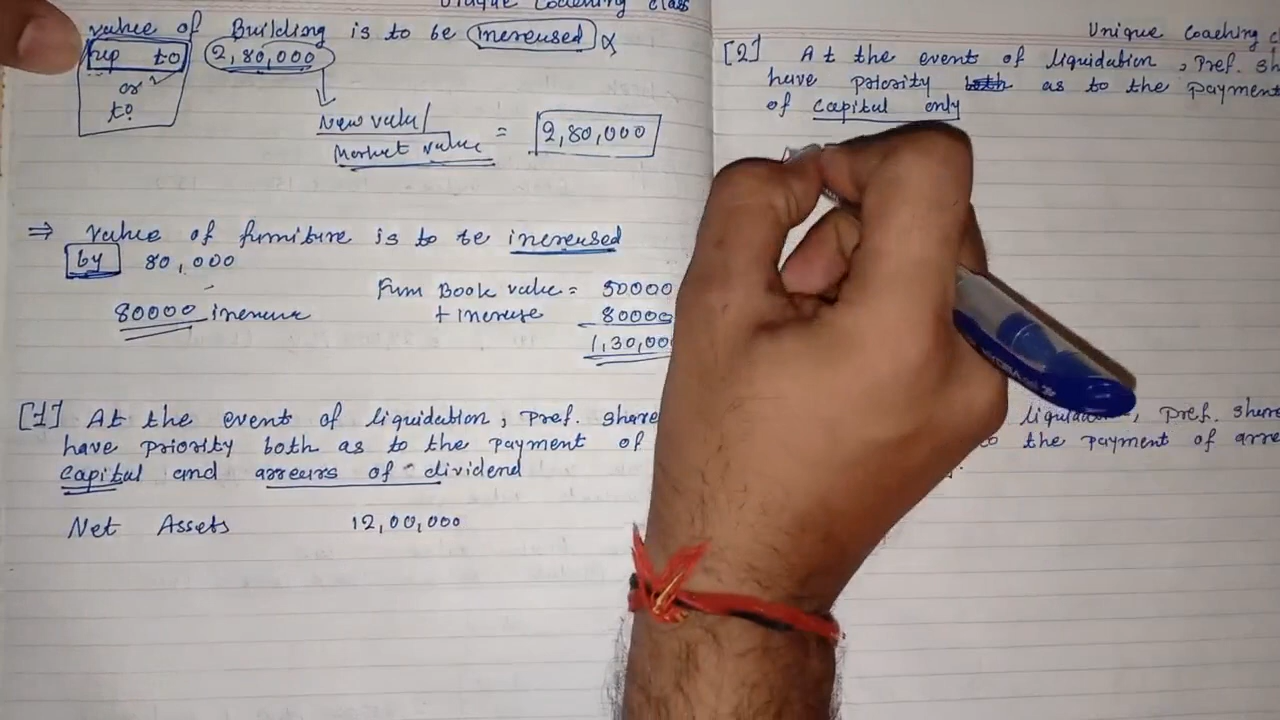 Unique Coaching Class
value of Building is to be increased
up to 2,80,000
or
to
New value/
Market value = 2,80,000
⇒ value of furniture is to be increased
by 80,000
Furn Book value = 50000
80000 increase + increase 80000
1,30,000
[1] At the event of liquidation, Pref. share
have priority both as to the payment of
capital and arrears of dividend
Net Assets 12,00,000
Unique Coaching C
[2] At the event of liquidation, Pref. sh
have priority both as to the payment
of capital only
liquidation, Pref. share
to the payment of arre